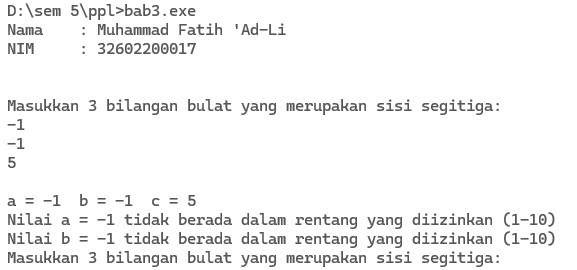 D:\sem 5\ppl>bab3.exe
Nama    : Muhammad Fatih 'Ad-Li
NIM     : 32602200017
Masukkan 3 bilangan bulat yang merupakan sisi segitiga:
-1
-1
5
a = -1  b = -1  c = 5
Nilai a = -1 tidak berada dalam rentang yang diizinkan (1-10)
Nilai b = -1 tidak berada dalam rentang yang diizinkan (1-10)
Masukkan 3 bilangan bulat yang merupakan sisi segitiga: